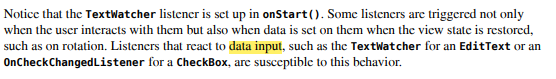 Notice that the TextWatcher listener is set up in onStart(). Some listeners are triggered not only
when the user interacts with them but also when data is set on them when the view state is restored,
such as on rotation. Listeners that react to data input, such as the TextWatcher for an EditText or an
OnCheckChangedListener for a CheckBox, are susceptible to this behavior.